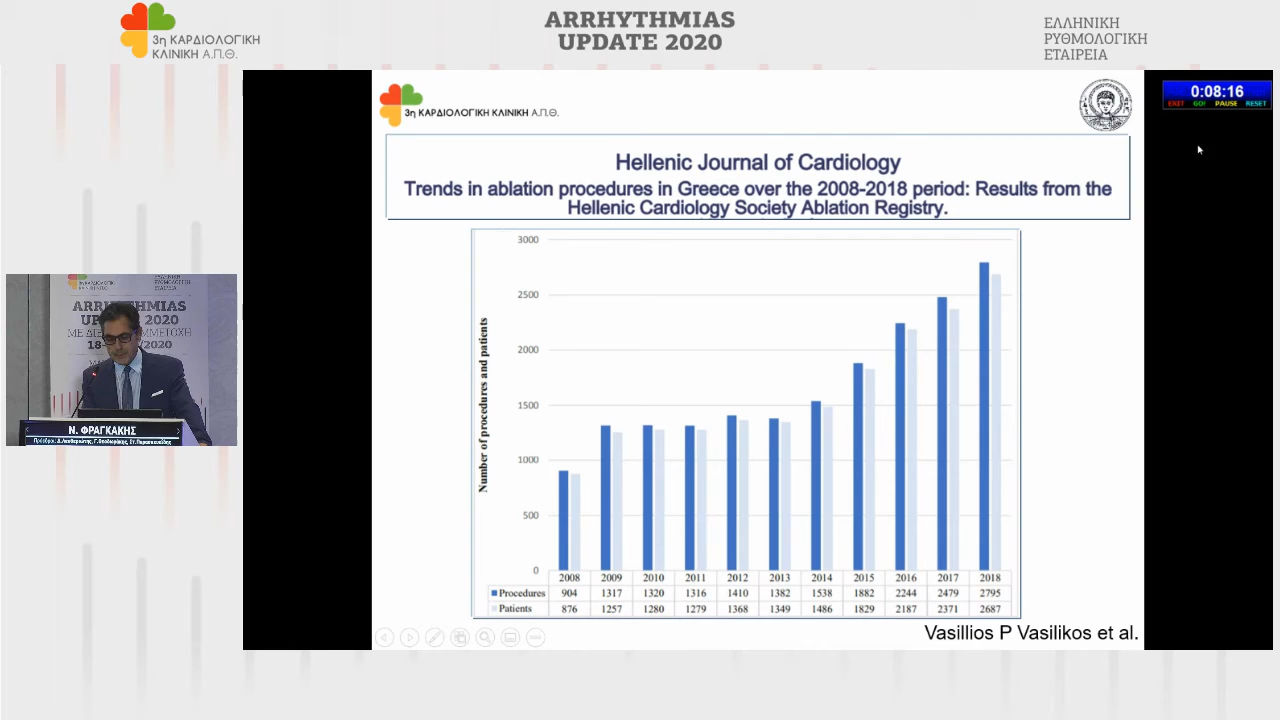 3η ΚΑΡΔΙΟΛΟΓΙΚΗ
ΚΛΙΝΙΚΗ Α.Π.Θ.
ARRHYTHMIAS
UPDATE 2020
ΕΛΛΗΝΙΚΗ
ΡΥΘΜΟΛΟΓΙΚΗ
ΕΤΑΙΡΕΙΑ
0:08:16
EXIT GO! PAUSE RESET
3η ΚΑΡΔΙΟΛΟΓΙΚΗ ΚΛΙΝΙΚΗ Α.Π.Θ.
Hellenic Journal of Cardiology
Trends in ablation procedures in Greece over the 2008-2018 period: Results from the
Hellenic Cardiology Society Ablation Registry.
Number of procedures and patients
3000
2500
2000
1500
1000
500
0
2008 2009 2010 2011 2012 2013 2014 2015 2016 2017 2018
Procedures 904 1317 1320 1316 1410 1382 1538 1882 2244 2479 2795
Patients 876 1257 1280 1279 1368 1349 1486 1829 2187 2371 2687
Vasillios P Vasilikos et al.
Ν. ΦΡΑΓΚΑΚΗΣ